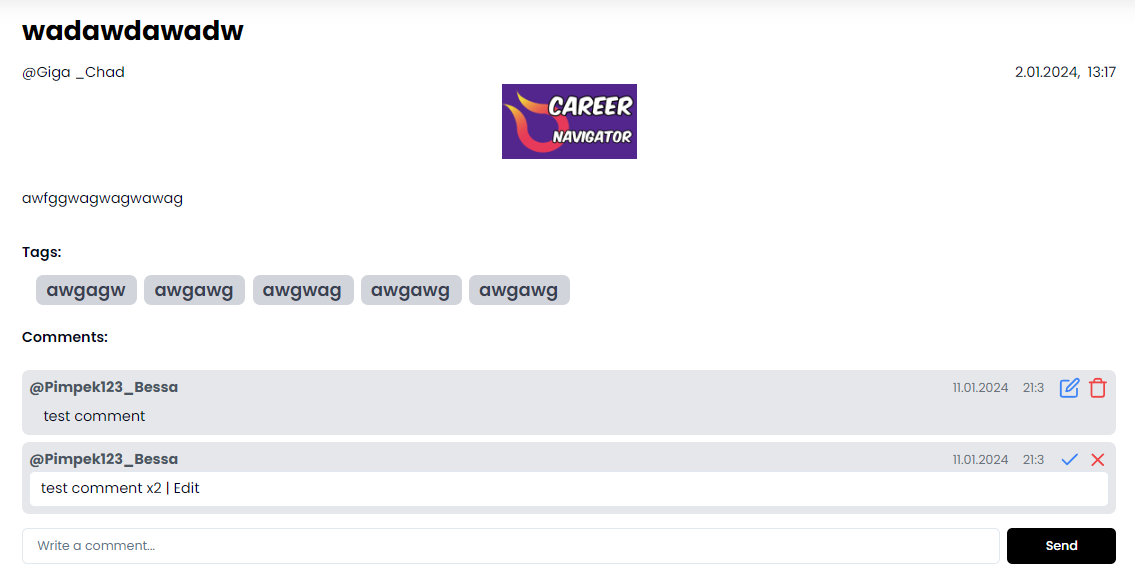 wadawdawadw
@Giga _Chad 2.01.2024, 13:17
CAREER
NAVIGATOR
awfggwagwagwawag
Tags:
awgagw awgawg awgwag awgawg awgawg
Comments:
@Pimpek123_Bessa 11.01.2024 21:3
test comment
@Pimpek123_Bessa 11.01.2024 21:3
test comment x2 | Edit
Write a comment... Send